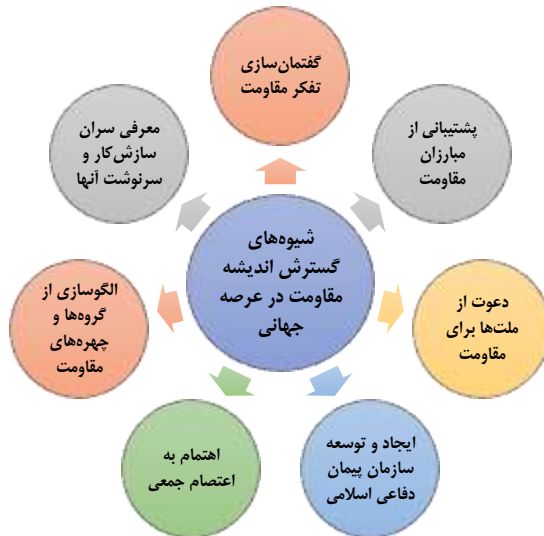 گفتمان‌سازی
تفکر مقاومت
پشتیبانی از
مبارزان
مقاومت
دعوت از
ملت‌ها برای
مقاومت
ایجاد و توسعه
سازمان پیمان
دفاعی اسلامی
اهتمام به
اعتصام جمعی
الگوسازی از
گروه‌ها و
چهره‌های
مقاومت
معرفی سران
سازش‌کار و
سرنوشت آنها
شیوه‌های
گسترش اندیشه
مقاومت در عرصه
جهانی